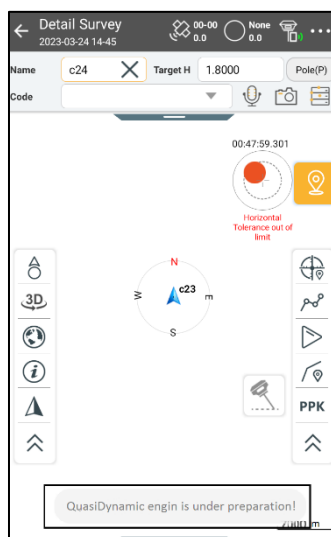 Detail Survey
2023-03-24 14-45
00-00
0.0
None
0.0
Name
c24
Target H
1.8000
Pole(P)
Code
00:47:59.301
Horizontal
Tolerance out of
limit
N
W
c23
E
S
3D
i
PPK
QuasiDynamic engin is under preparation!